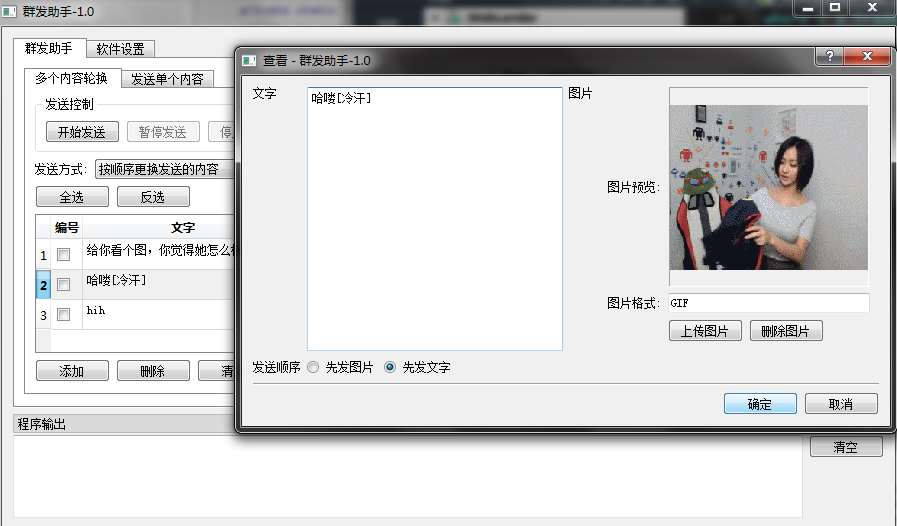 群发助手-1.0
群发助手
软件设置
多个内容轮换
发送单个内容
发送控制
开始发送
暂停发送
停
发送方式:
按顺序更换发送的内容
全选
反选
编号
文字
1
给你看个图，你觉得她怎么
2
哈喽[冷汗]
3
hih
添加
删除
清
程序输出
清空
查看 - 群发助手-1.0
文字
哈喽[冷汗]
图片
图片预览:
图片格式:
GIF
上传图片
删除图片
发送顺序
先发图片
先发文字
确定
取消